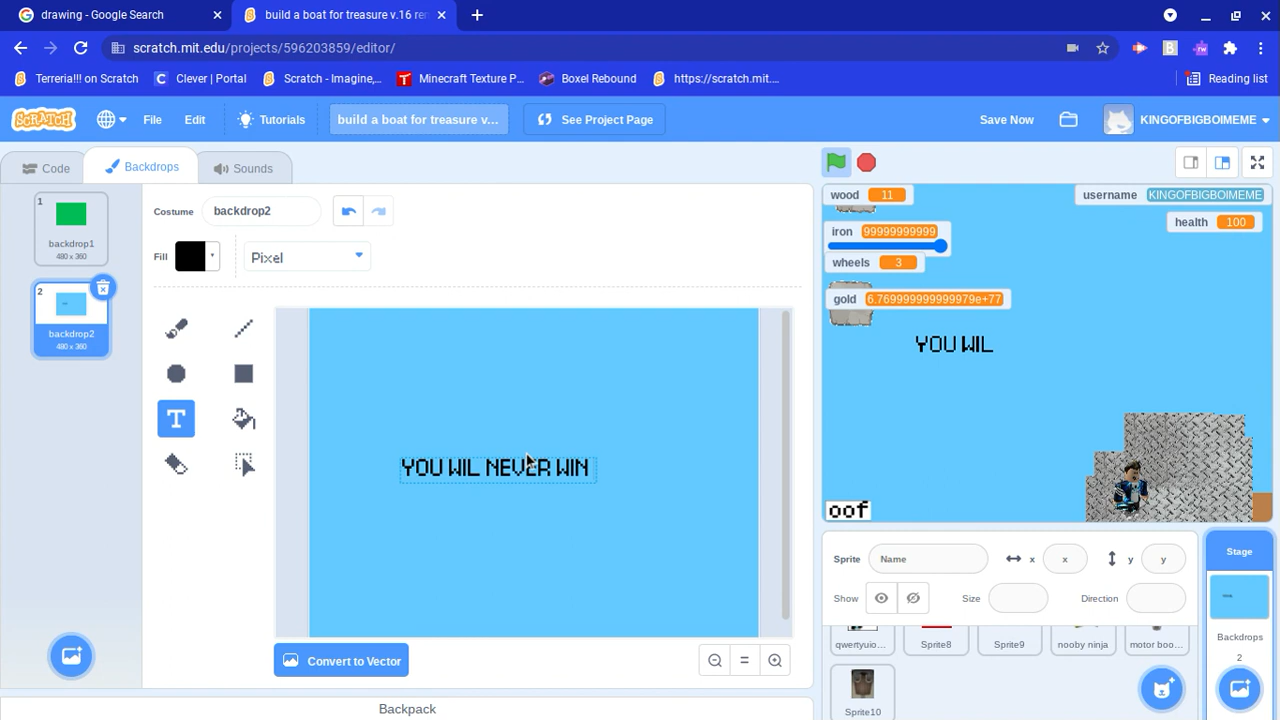 drawing - Google Search
build a boat for treasure v.16 re
scratch.mit.edu/projects/596203859/editor/
Terreria!!! on Scratch
Clever | Portal
Scratch - Imagine,...
Minecraft Texture P...
Boxel Rebound
https://scratch.mit....
Reading list
SCRATCH
File
Edit
Tutorials
build a boat for treasure v...
See Project Page
Save Now
KINGOFBIGBOIMEME
Code
Backdrops
Sounds
1
backdrop1
480 x 360
2
backdrop2
480 x 360
Costume
backdrop2
Fill
Pixel
YOU WIL NEVER WIN
Convert to Vector
Backpack
wood 11
username KINGOFBIGBOIMEME
iron 99999999999
health 100
wheels 3
gold 6.769999999999979e+77
YOU WIL
oof
Sprite
Name
x
x
y
y
Show
Size
Direction
Stage
Backdrops
2
qwertyuio...
Sprite8
Sprite9
nooby ninja
motor boo...
Sprite10